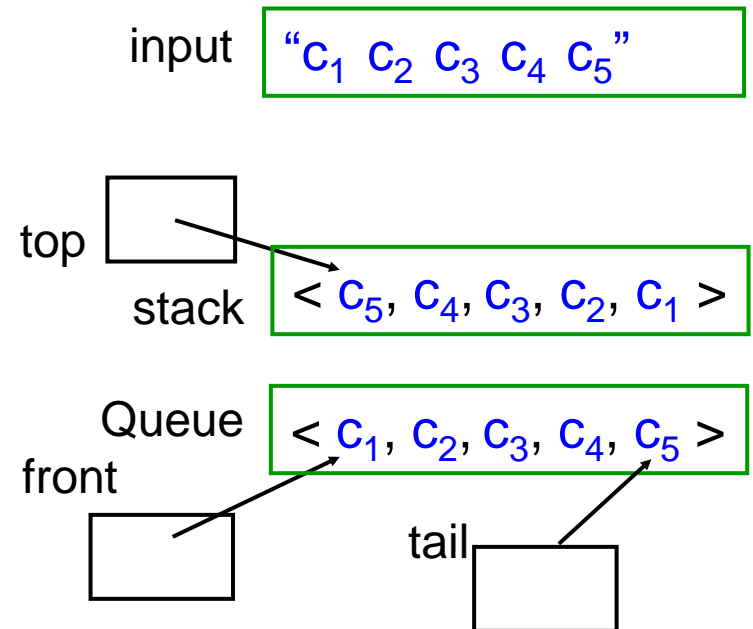 input “c₁ c₂ c₃ c₄ c₅”
top
stack < c₅, c₄, c₃, c₂, c₁ >
Queue < c₁, c₂, c₃, c₄, c₅ >
front
tail